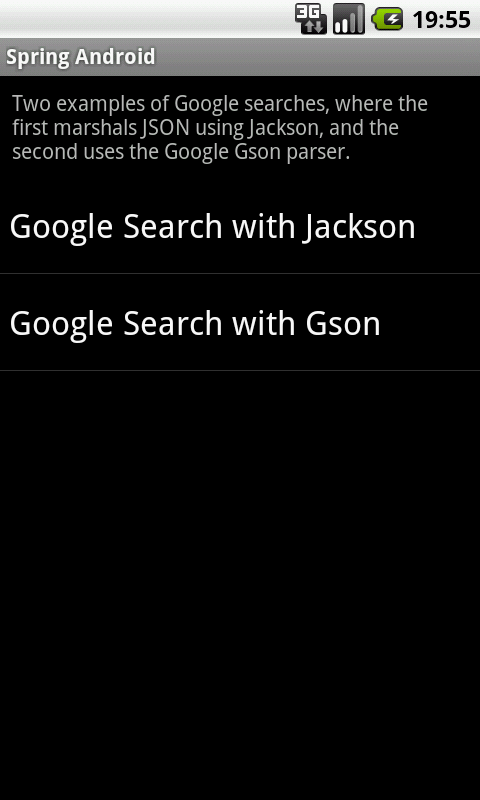 3G 19:55
Spring Android
Two examples of Google searches, where the
first marshals JSON using Jackson, and the
second uses the Google Gson parser.
Google Search with Jackson
Google Search with Gson